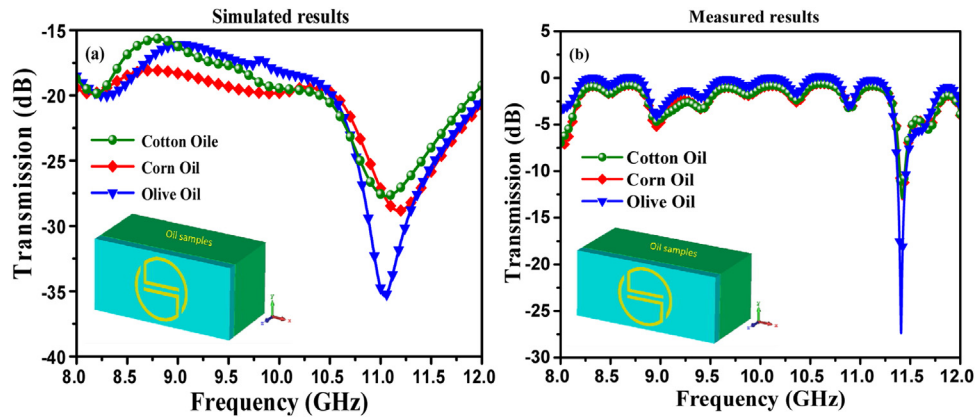 Simulated results
(a)
Transmission (dB)
-15
-20
-25
-30
-35
-40
Cotton Oile
Corn Oil
Olive Oil
Oil samples
8.0 8.5 9.0 9.5 10.0 10.5 11.0 11.5 12.0
Frequency (GHz)
Measured results
(b)
Transmission (dB)
5
0
-5
-10
-15
-20
-25
-30
Cotton Oil
Corn Oil
Olive Oil
Oil samples
8.0 8.5 9.0 9.5 10.0 10.5 11.0 11.5 12.0
Frequency (GHz)